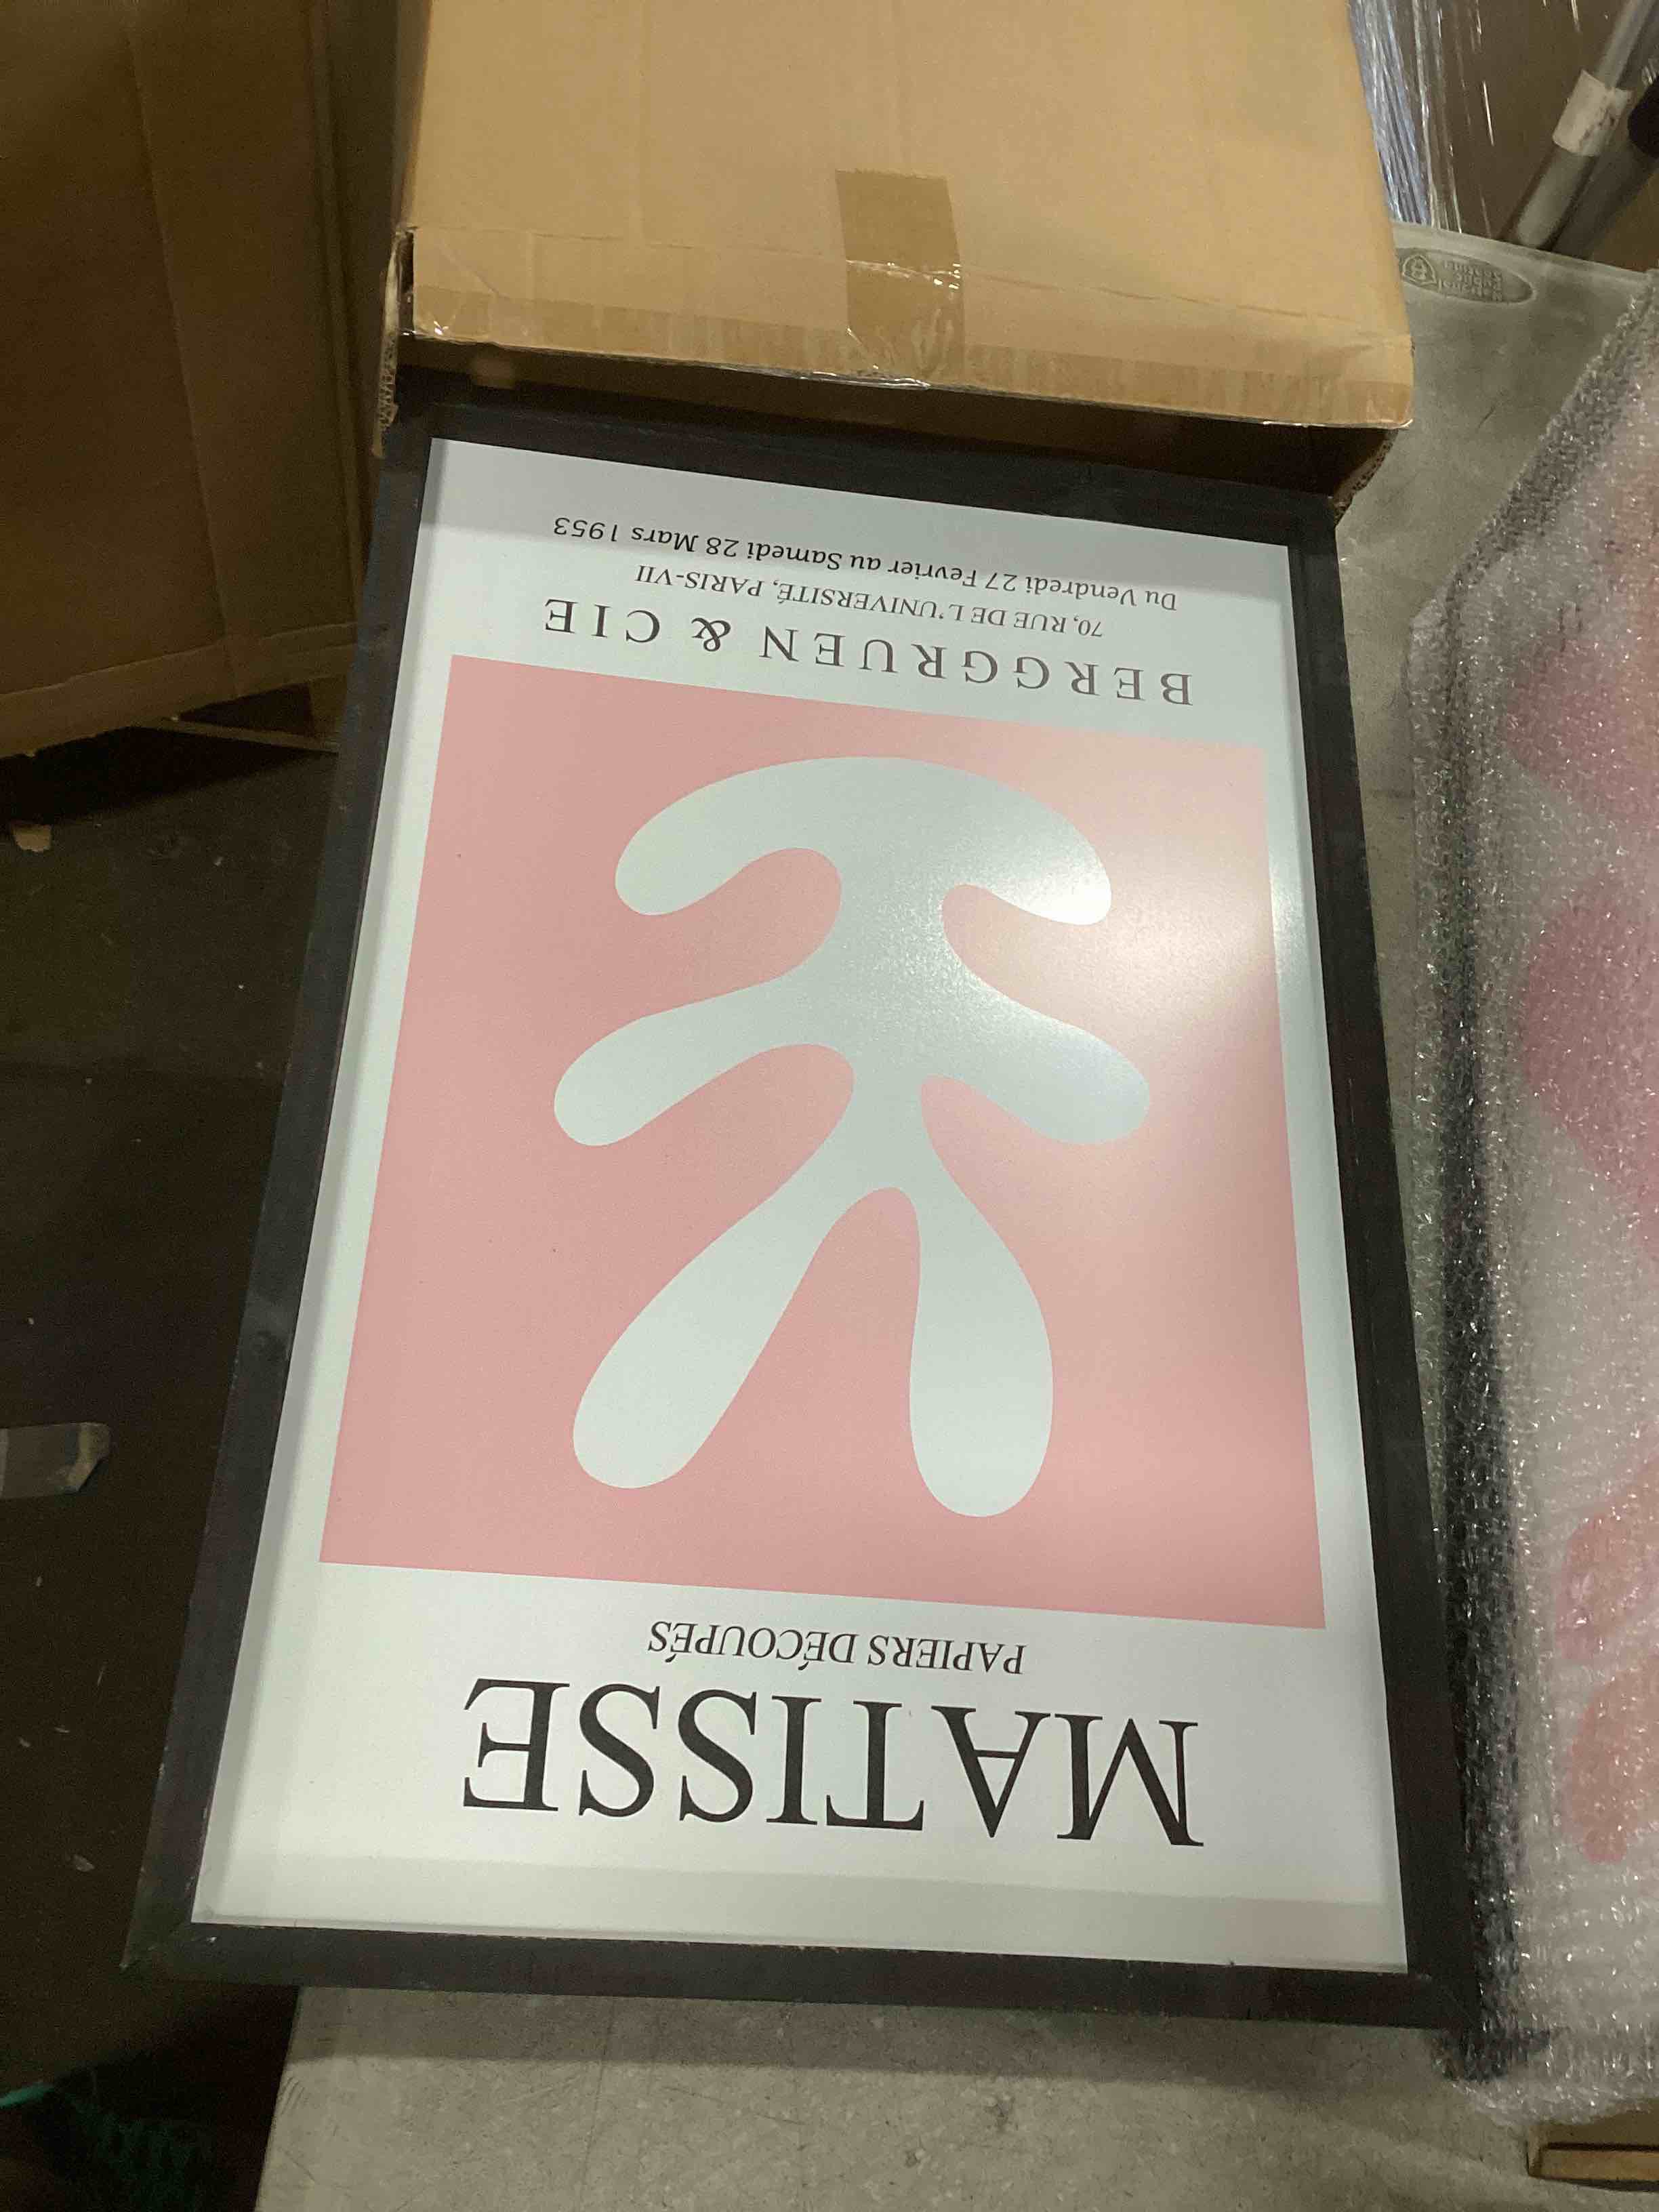 MATISSE
PAPIERS DÉCOUPÉS
BERGGRUEN & CIE
70, RUE DE L'UNIVERSITÉ, PARIS-VII
Du Vendredi 27 Fevrier au Samedi 28 Mars 1953